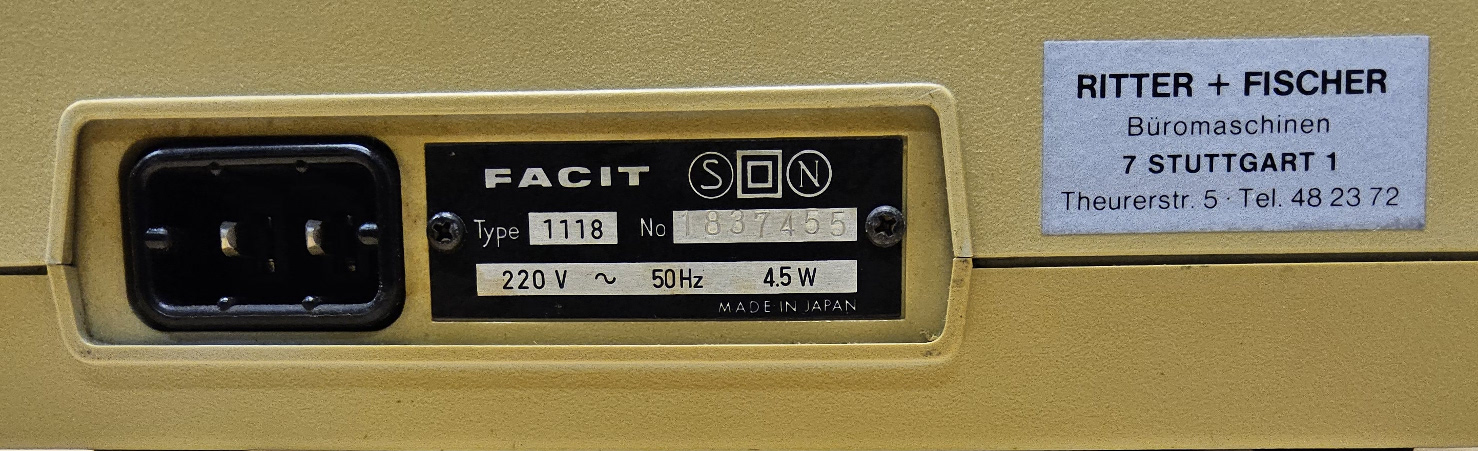 FACIT S N
Type 1118 No 1837455
220 V ~ 50Hz 4.5 W
MADE IN JAPAN
RITTER + FISCHER
Büromaschinen
7 STUTTGART 1
Theurerstr. 5 · Tel. 48 23 72